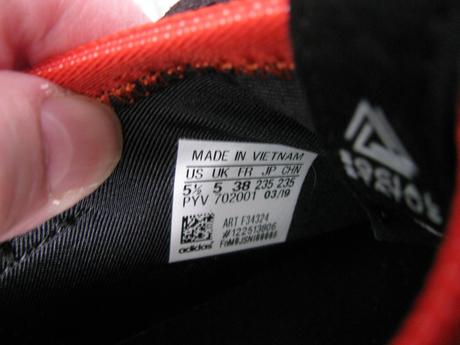 MADE IN VIETNAM
US UK FR JP CHN
5½ 5 38 235 235
PYV 702001 03/19
ART F34324
#122513806
adidas